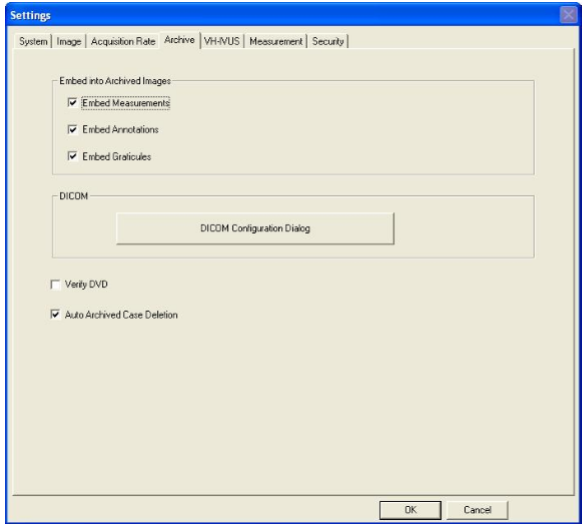 Settings
System Image Acquisition Rate Archive VH-IVUS Measurement Security
Embed into Archived Images
Embed Measurements
Embed Annotations
Embed Graticules
DICOM
DICOM Configuration Dialog
Verify DVD
Auto Archived Case Deletion
OK Cancel